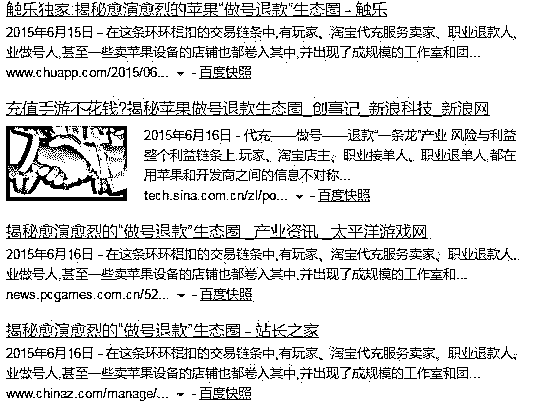 触乐独家:揭秘愈演愈烈的苹果“做号退款”生态圈 - 触乐
2015年6月15日 - 在这条环环相扣的交易链条中,有玩家、淘宝代充服务卖家、职业退款人、
业做号人,甚至一些卖苹果设备的店铺也都卷入其中,并出现了成规模的工作室和团...
www.chuapp.com/2015/06... - 百度快照
充值手游不花钱?揭秘苹果做号退款生态圈_创事记_新浪科技_新浪网
2015年6月16日 - 代充——做号——退款“一条龙”产业 风险与利益
整个利益链条上,玩家、淘宝店主、职业接单人、职业退单人,都在
用苹果和开发商之间的信息不对称...
tech.sina.com.cn/zl/po... - 百度快照
揭秘愈演愈烈的“做号退款”生态圈 _产业资讯 _太平洋游戏网
2015年6月16日 - 在这条环环相扣的交易链条中,有玩家、淘宝代充服务卖家、职业退款人、
业做号人,甚至一些卖苹果设备的店铺也都卷入其中,并出现了成规模的工作室和...
news.pcgames.com.cn/52... - 百度快照
揭秘愈演愈烈的“做号退款”生态圈 - 站长之家
2015年6月16日 - 在这条环环相扣的交易链条中,有玩家、淘宝代充服务卖家、职业退款人、
业做号人,甚至一些卖苹果设备的店铺也都卷入其中,并出现了成规模的工作室和团...
www.chinaz.com/manage/... - 百度快照